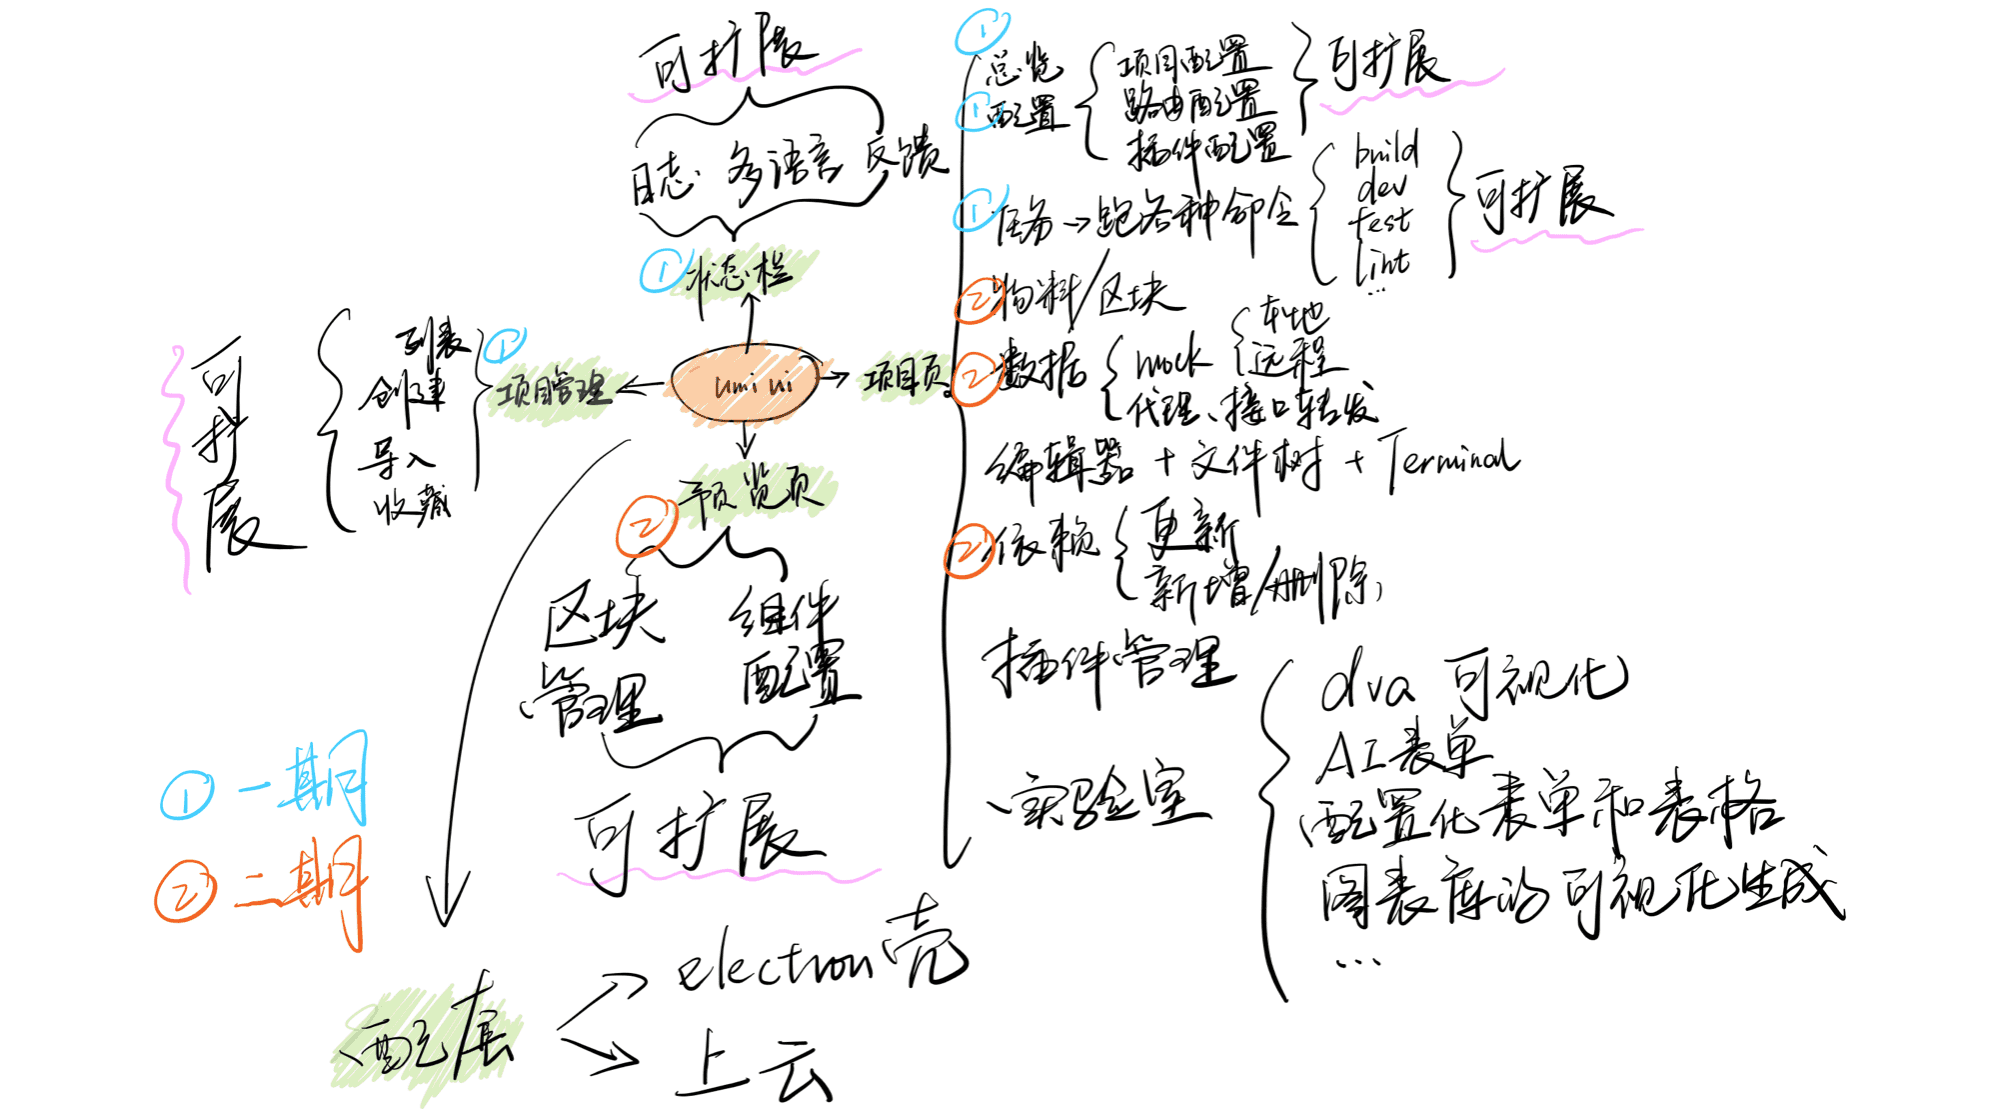 可扩展
日志 多语言 反馈
① 状态栏
umi ui
可扩展
列表
创建
导入
收藏
① 项目管理
② 预览页
区块管理
组件配置
可扩展
项目页
① 总览
① 配置
项目配置
路由配置
插件配置
可扩展
① 任务→跑各种命令
build
dev
test
lint
...
可扩展
② 物料/区块
② 数据
mock
本地
远程
代理、接口转发
编辑器 + 文件树 + Terminal
② 依赖
更新
新增/删除
插件管理
实验室
dva 可视化
AI表单
配置化表单和表格
图表库的可视化生成
...
① 一期
② 二期
配套
electron壳
上云